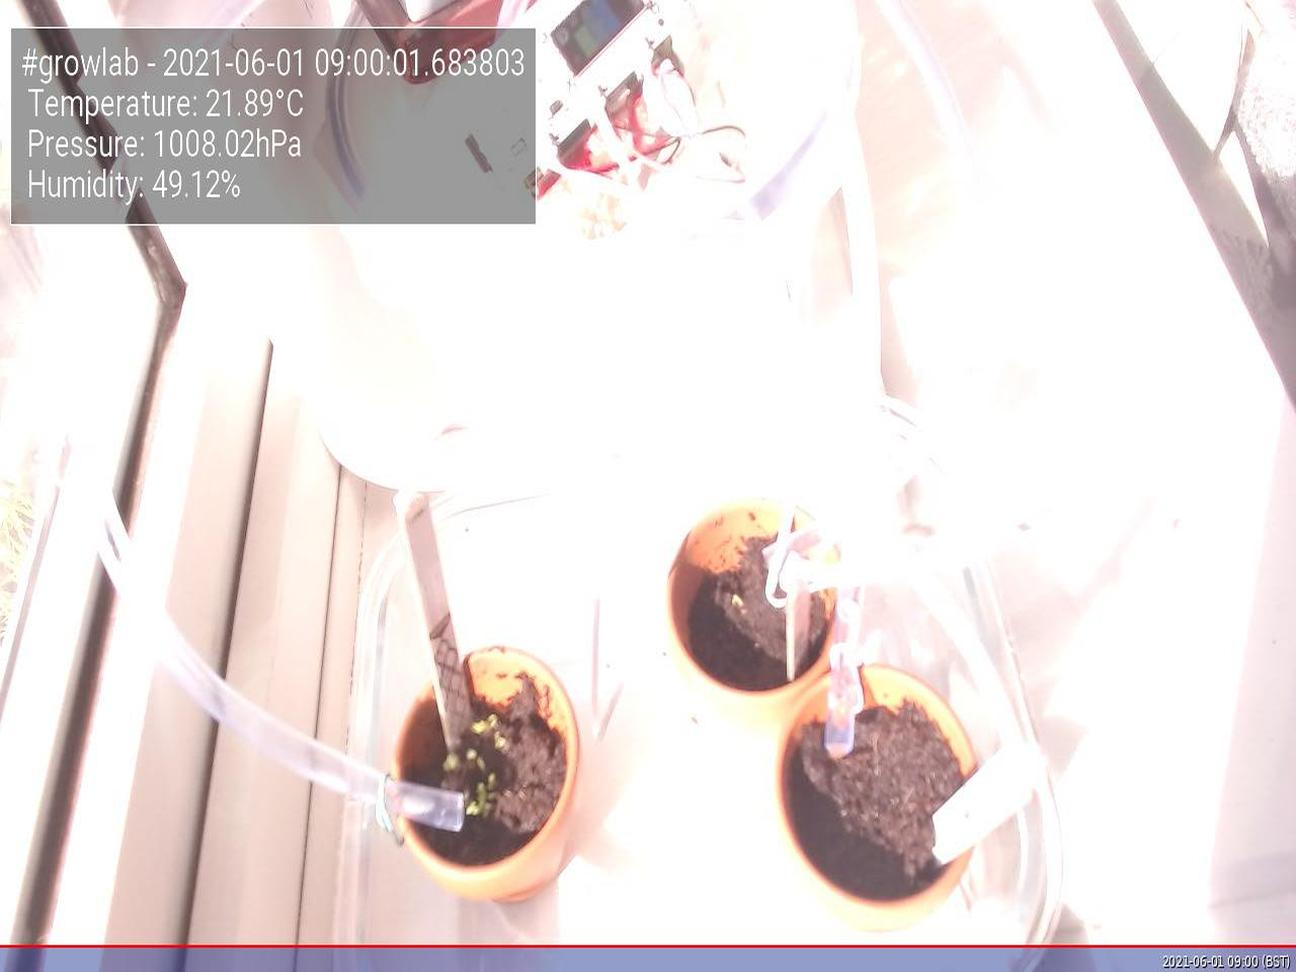 #growlab - 2021-06-01 09:00:01.683803
Temperature: 21.89°C
Pressure: 1008.02hPa
Humidity: 49.12%
2021-06-01 09:00 (BST)